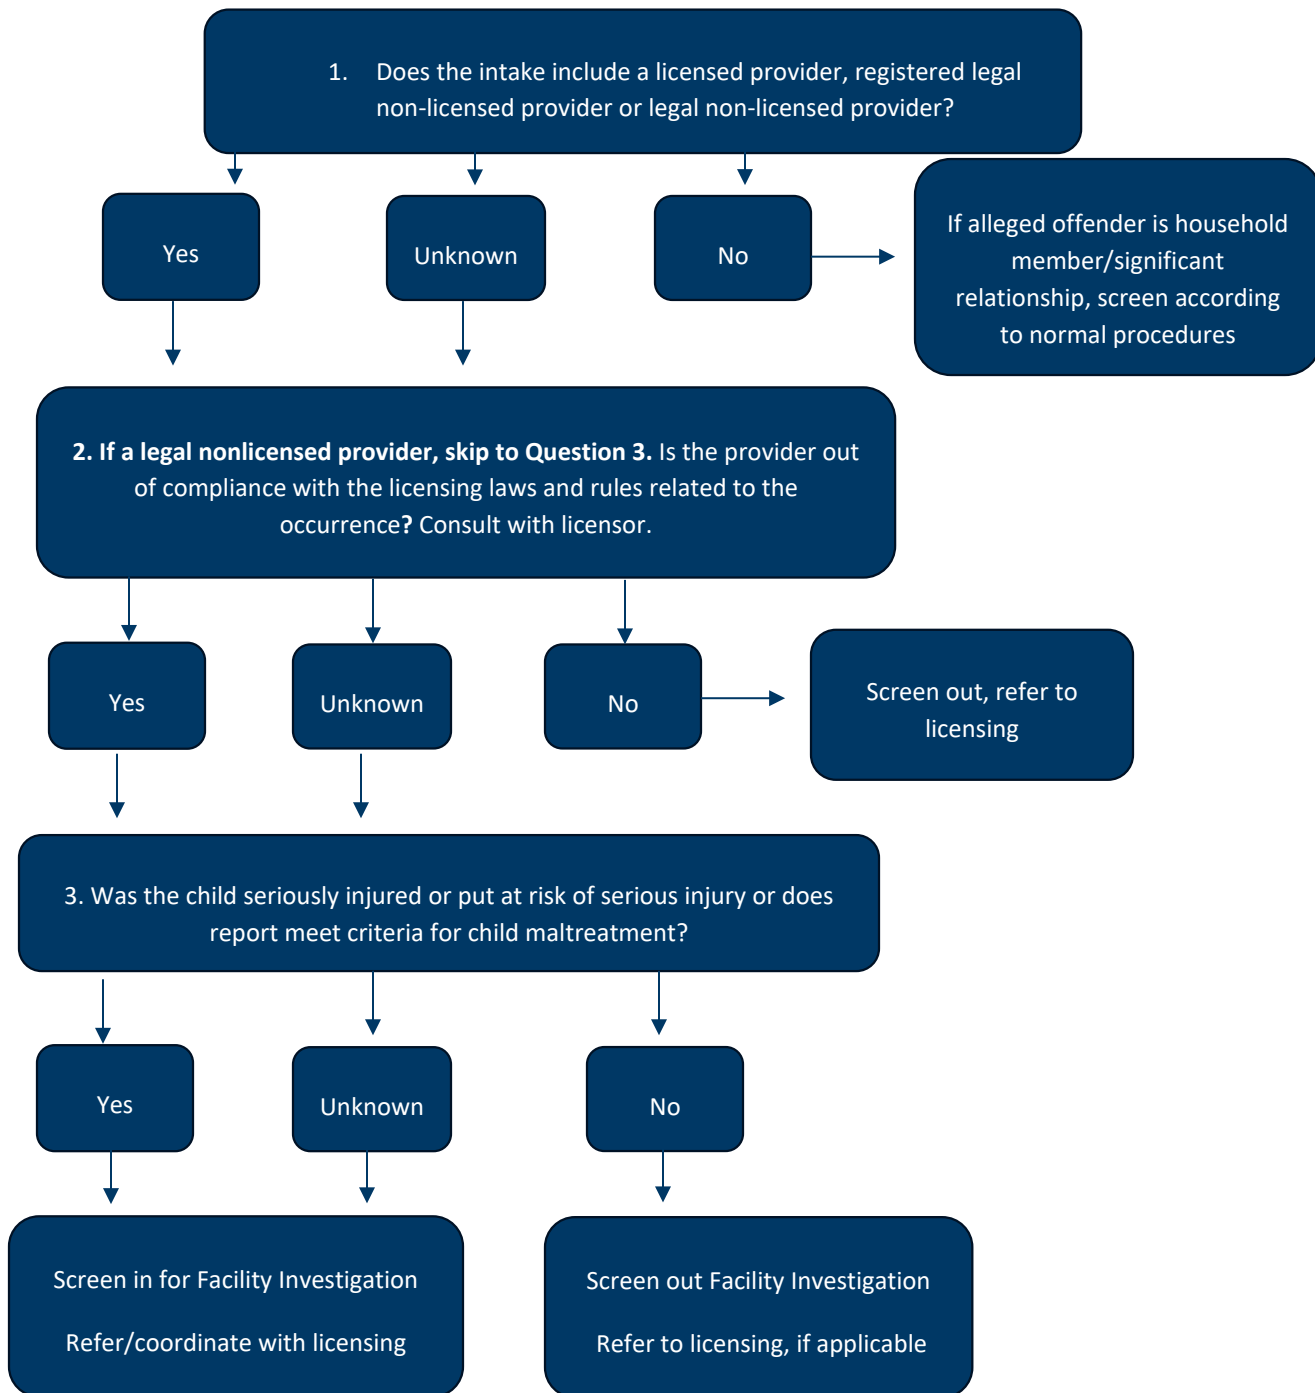 1. Does the intake include a licensed provider, registered legal
non-licensed provider or legal non-licensed provider?
Yes
Unknown
No
If alleged offender is household
member/significant
relationship, screen according
to normal procedures
2. If a legal nonlicensed provider, skip to Question 3. Is the provider out
of compliance with the licensing laws and rules related to the
occurrence? Consult with licensor.
Yes
Unknown
No
Screen out, refer to
licensing
3. Was the child seriously injured or put at risk of serious injury or does
report meet criteria for child maltreatment?
Yes
Unknown
No
Screen in for Facility Investigation
Refer/coordinate with licensing
Screen out Facility Investigation
Refer to licensing, if applicable